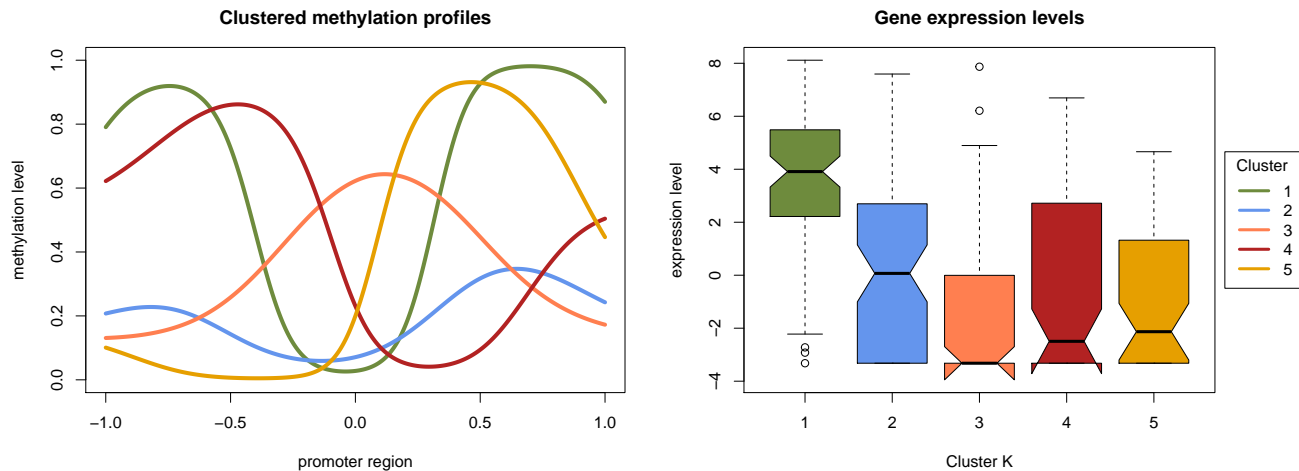 Clustered methylation profiles
methylation level
1.0
0.8
0.6
0.4
0.2
0.0
−1.0 −0.5 0.0 0.5 1.0
promoter region
Gene expression levels
expression level
8
6
4
2
0
−2
−4
1 2 3 4 5
Cluster K
Cluster
1
2
3
4
5